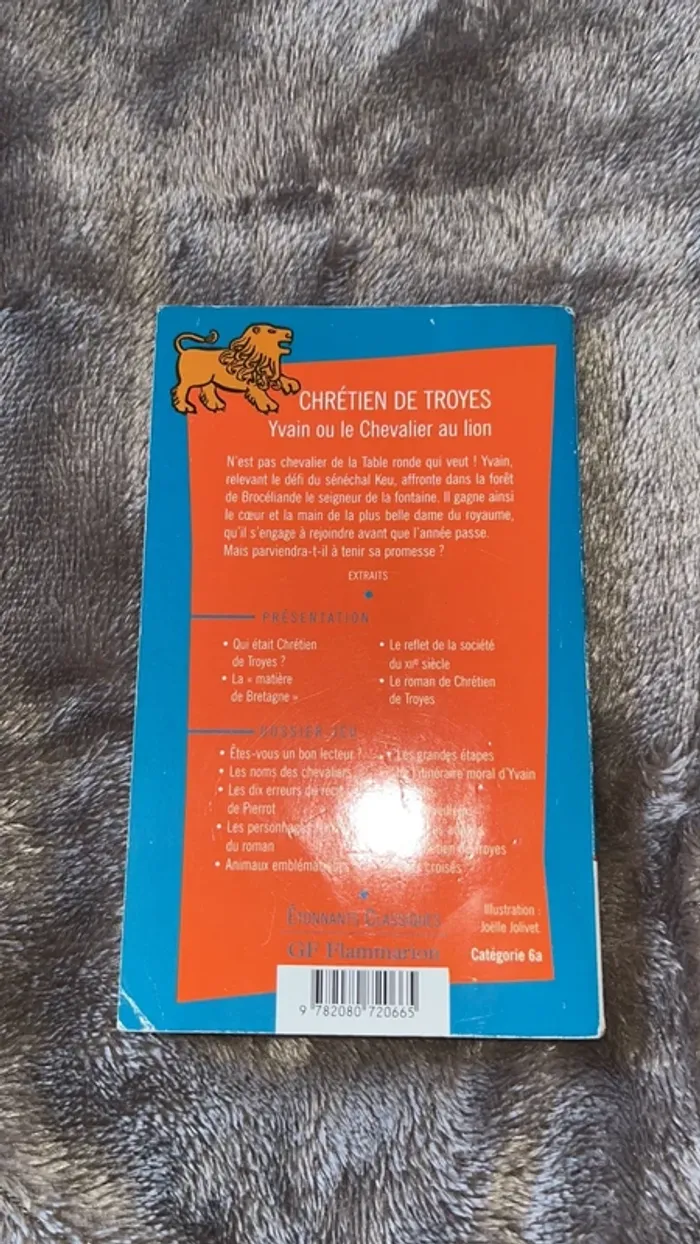 CHRÉTIEN DE TROYES
Yvain ou le Chevalier au lion
N'est pas chevalier de la Table ronde qui veut ! Yvain,
relevant le défi du sénéchal Keu, affronte dans la forêt
de Brocéliande le seigneur de la fontaine. Il gagne ainsi
le cœur et la main de la plus belle dame du royaume,
qu'il s'engage à rejoindre avant que l'année passe.
Mais parviendra-t-il à tenir sa promesse ?
EXTRAITS
PRÉSENTATION
• Qui était Chrétien
de Troyes ?
• La « matière
de Bretagne »
• Le reflet de la société
du XIIe siècle
• Le roman de Chrétien
de Troyes
DOSSIER-JEU
• Êtes-vous un bon lecteur ?
• Les noms des chevaliers
• Les dix erreurs du récit
de Pierrot
• Les personnages
du roman
• Animaux emblématiques
• Les grandes étapes
de l'itinéraire moral d'Yvain
de Troyes
croisés
ÉTONNANTS CLASSIQUES
GF Flammarion
Illustration :
Joëlle Jolivet
Catégorie 6a
9 782080 720665